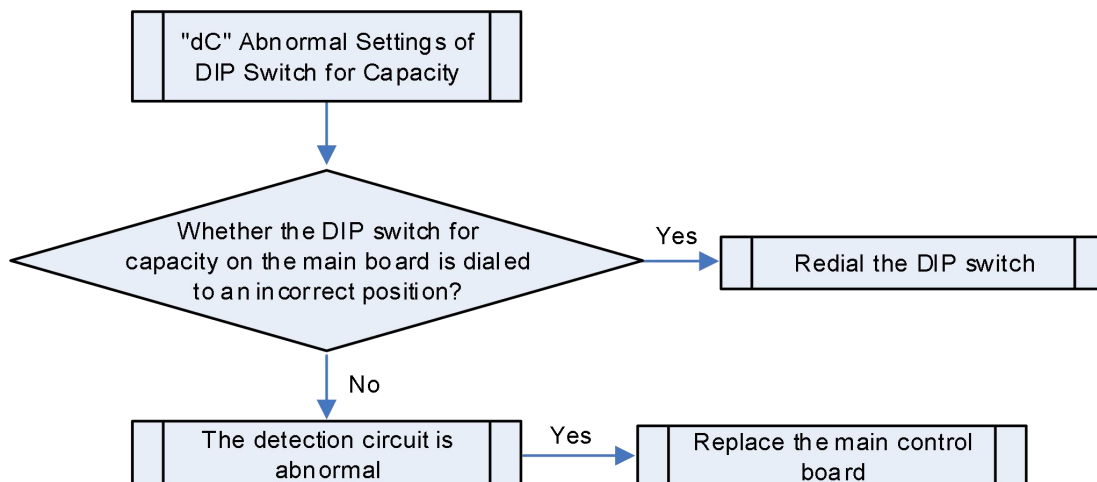 "dC" Abnormal Settings of
DIP Switch for Capacity
Whether the DIP switch for
capacity on the main board is dialed
to an incorrect position?
Yes
Redial the DIP switch
No
The detection circuit is
abnormal
Yes
Replace the main control
board